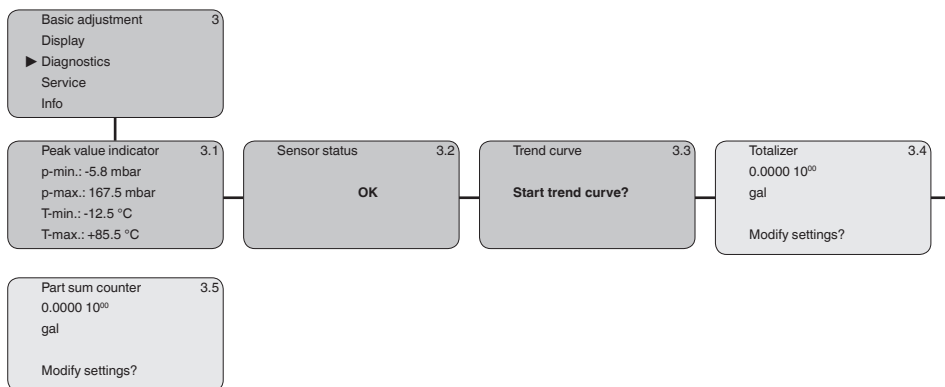 Basic adjustment 3
Display
▶ Diagnostics
Service
Info
Peak value indicator 3.1
p-min.: -5.8 mbar
p-max.: 167.5 mbar
T-min.: -12.5 °C
T-max.: +85.5 °C
Sensor status 3.2
OK
Trend curve 3.3
Start trend curve?
Totalizer 3.4
0.0000 10⁰⁰
gal
Modify settings?
Part sum counter 3.5
0.0000 10⁰⁰
gal
Modify settings?